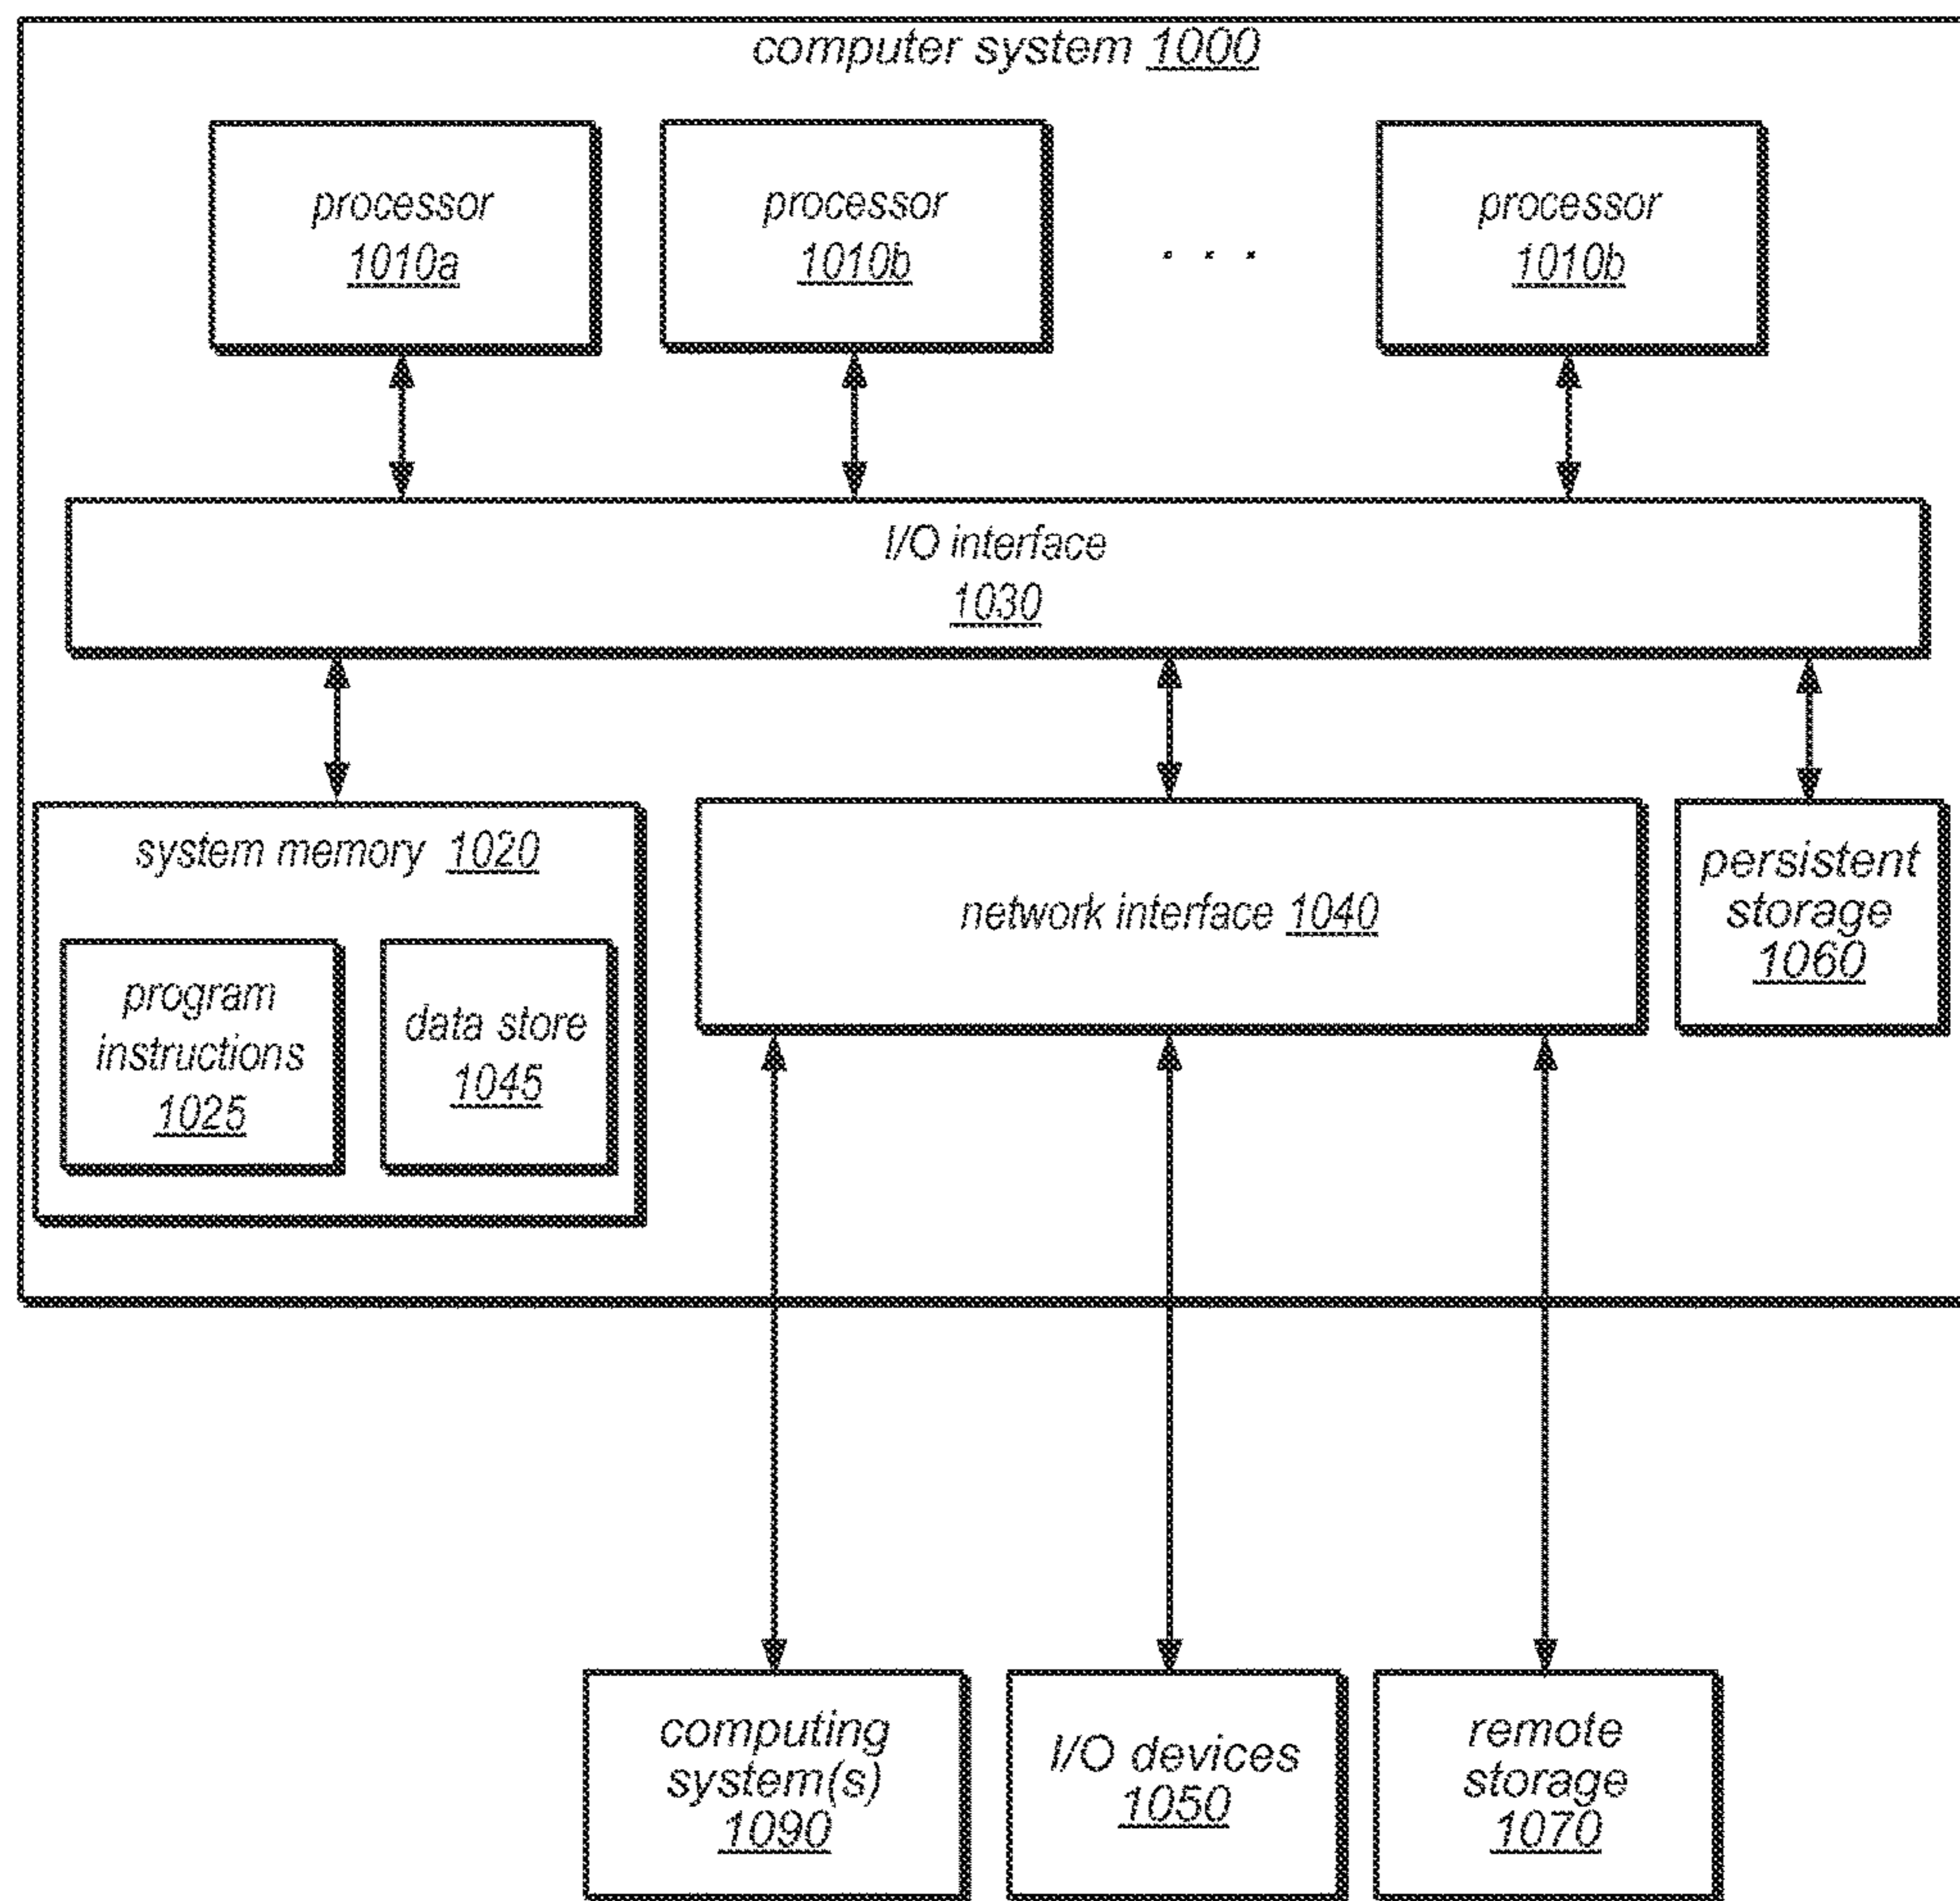 computer system 1000
processor
1010a
processor
1010b
. . .
processor
1010b
I/O interface
1030
system memory 1020
program
instructions
1025
data store
1045
network interface 1040
persistent
storage
1060
computing
system(s)
1090
I/O devices
1050
remote
storage
1070